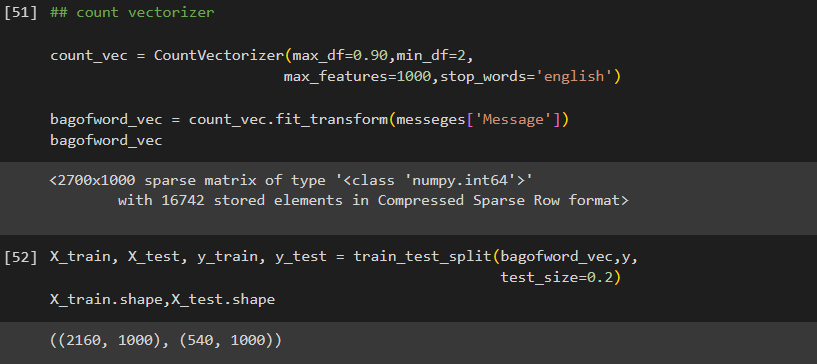 [51] ## count vectorizer
count_vec = CountVectorizer(max_df=0.90,min_df=2,
max_features=1000,stop_words='english')
bagofword_vec = count_vec.fit_transform(messeges['Message'])
bagofword_vec
<2700x1000 sparse matrix of type '<class 'numpy.int64'>'
with 16742 stored elements in Compressed Sparse Row format>
[52] X_train, X_test, y_train, y_test = train_test_split(bagofword_vec,y,
test_size=0.2)
X_train.shape,X_test.shape
((2160, 1000), (540, 1000))